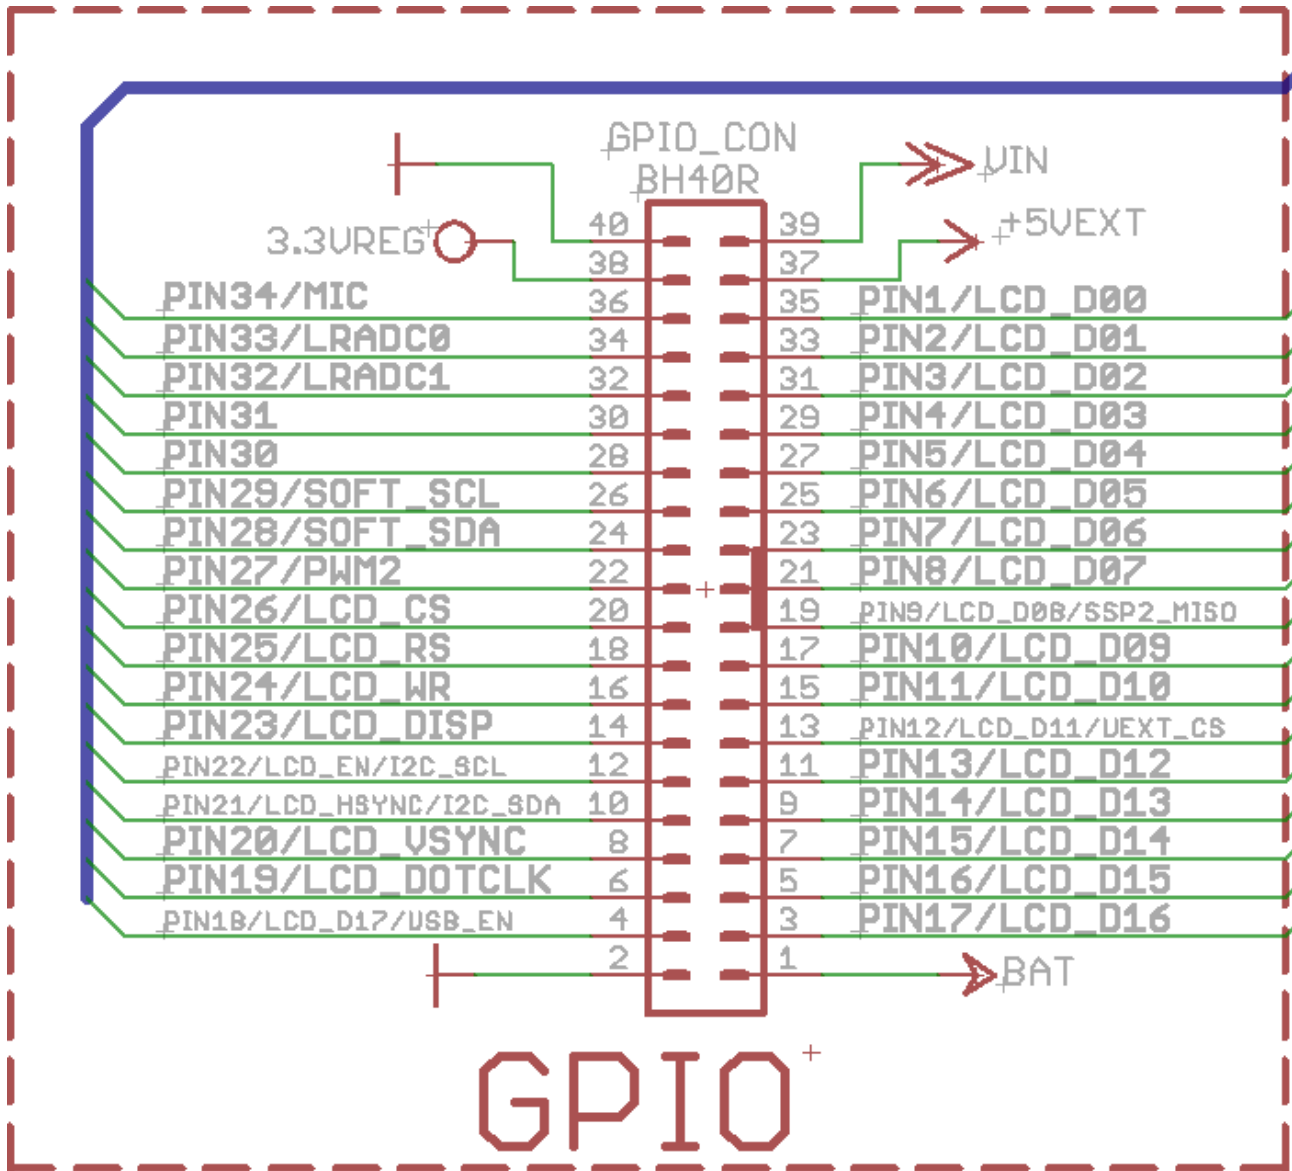 GPIO_CON
BH40R
VIN
3.3VREG
+5VEXT
40 39
38 37
PIN34/MIC 36 35 PIN1/LCD_D00
PIN33/LRADC0 34 33 PIN2/LCD_D01
PIN32/LRADC1 32 31 PIN3/LCD_D02
PIN31 30 29 PIN4/LCD_D03
PIN30 28 27 PIN5/LCD_D04
PIN29/SOFT_SCL 26 25 PIN6/LCD_D05
PIN28/SOFT_SDA 24 23 PIN7/LCD_D06
PIN27/PWM2 22 21 PIN8/LCD_D07
PIN26/LCD_CS 20 19 PIN9/LCD_D08/SSP2_MISO
PIN25/LCD_RS 18 17 PIN10/LCD_D09
PIN24/LCD_WR 16 15 PIN11/LCD_D10
PIN23/LCD_DISP 14 13 PIN12/LCD_D11/UEXT_CS
PIN22/LCD_EN/I2C_SCL 12 11 PIN13/LCD_D12
PIN21/LCD_HSYNC/I2C_SDA 10 9 PIN14/LCD_D13
PIN20/LCD_VSYNC 8 7 PIN15/LCD_D14
PIN19/LCD_DOTCLK 6 5 PIN16/LCD_D15
PIN18/LCD_D17/USB_EN 4 3 PIN17/LCD_D16
2 1 BAT
GPIO